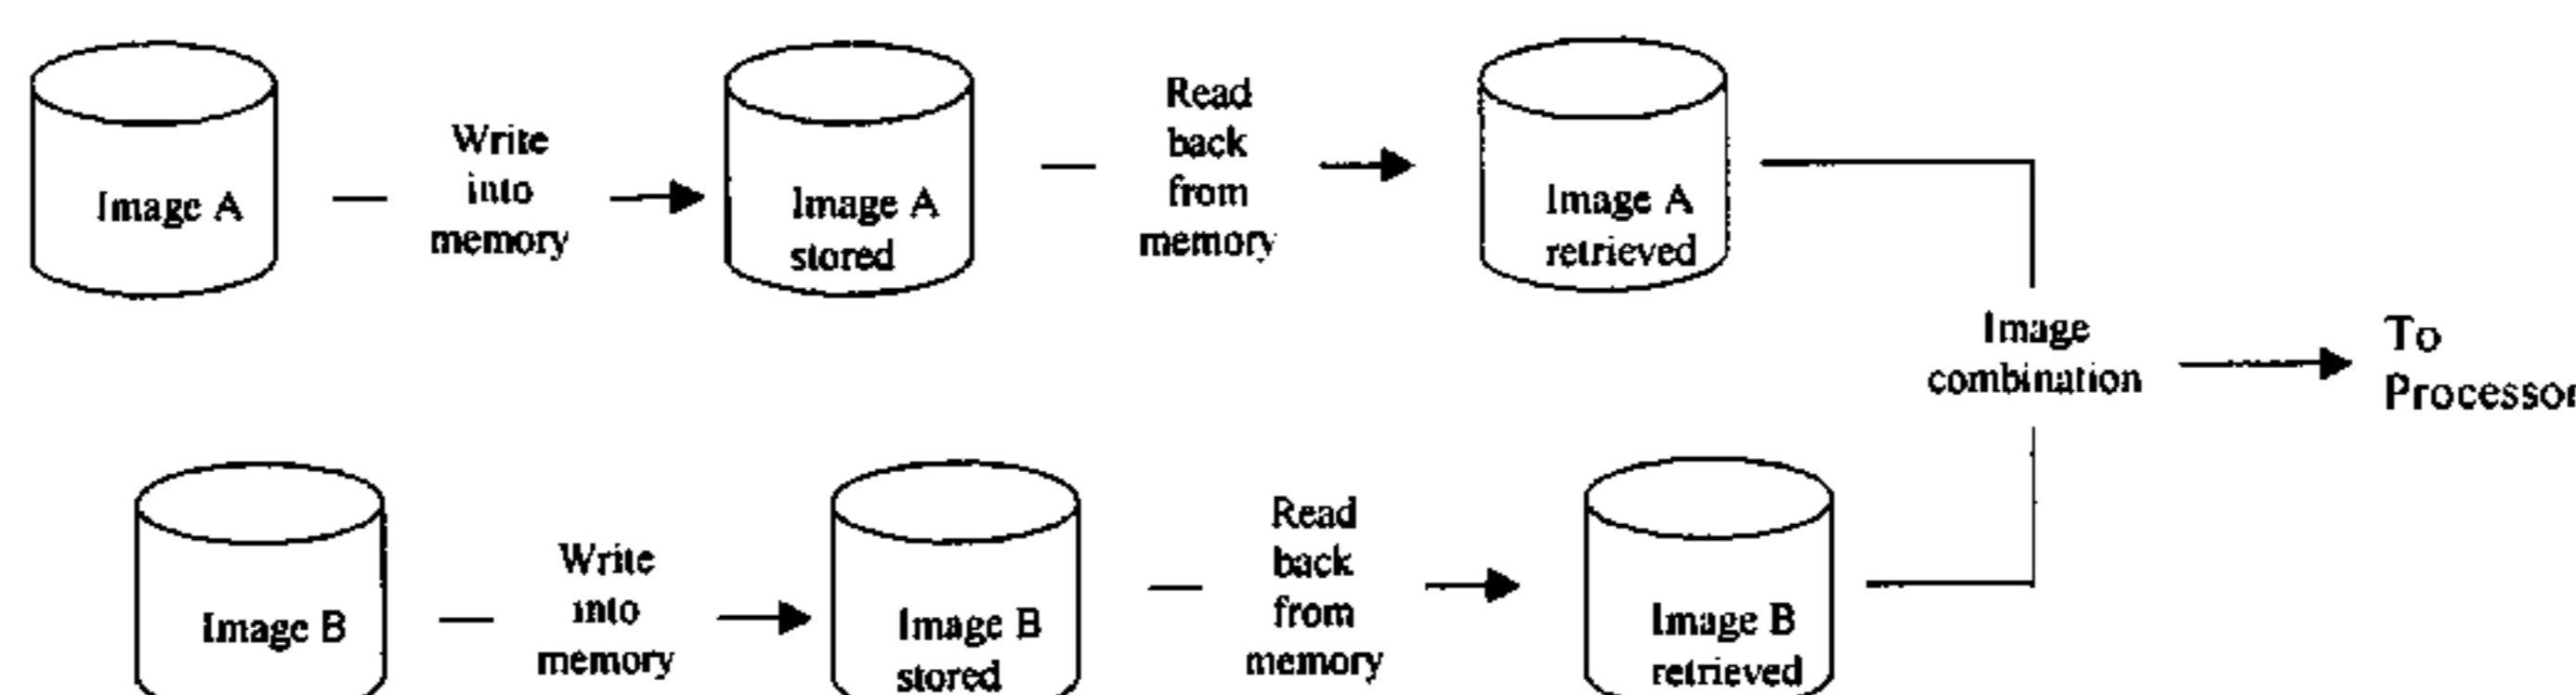 Image A
Write
into
memory
Image A
stored
Read
back
from
memory
Image A
retrieved
Image
combination
To
Processor
Image B
Write
into
memory
Image B
stored
Read
back
from
memory
Image B
retrieved